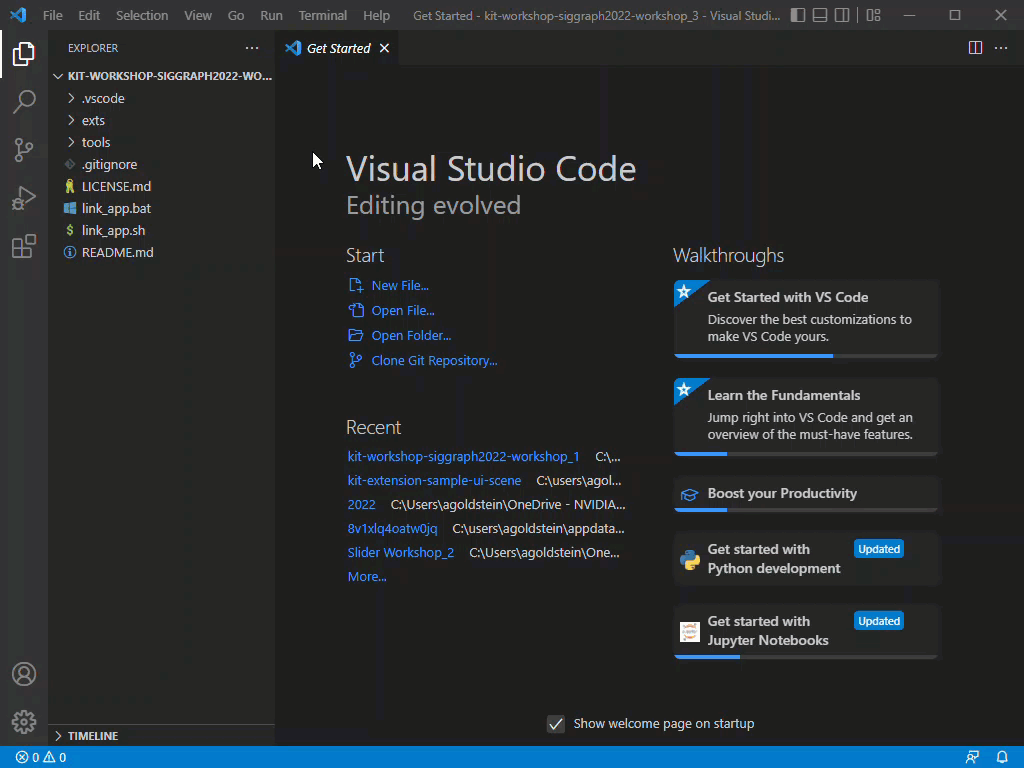 File Edit Selection View Go Run Terminal Help Get Started - kit-workshop-siggraph2022-workshop_3 - Visual Studi...
EXPLORER
Get Started
KIT-WORKSHOP-SIGGRAPH2022-WO...
.vscode
exts
tools
.gitignore
LICENSE.md
link_app.bat
$ link_app.sh
README.md
TIMELINE
Visual Studio Code
Editing evolved
Start
New File...
Open File...
Open Folder...
Clone Git Repository...
Recent
kit-workshop-siggraph2022-workshop_1 C:\...
kit-extension-sample-ui-scene C:\users\agol...
2022 C:\Users\agoldstein\OneDrive - NVIDIA...
8v1xlq4oatw0jq C:\users\agoldstein\appdata...
Slider Workshop_2 C:\Users\agoldstein\One...
More...
Walkthroughs
Get Started with VS Code
Discover the best customizations to
make VS Code yours.
Learn the Fundamentals
Jump right into VS Code and get an
overview of the must-have features.
Boost your Productivity
Get started with
Python development
Updated
Get started with
Jupyter Notebooks
Updated
Show welcome page on startup
0 0